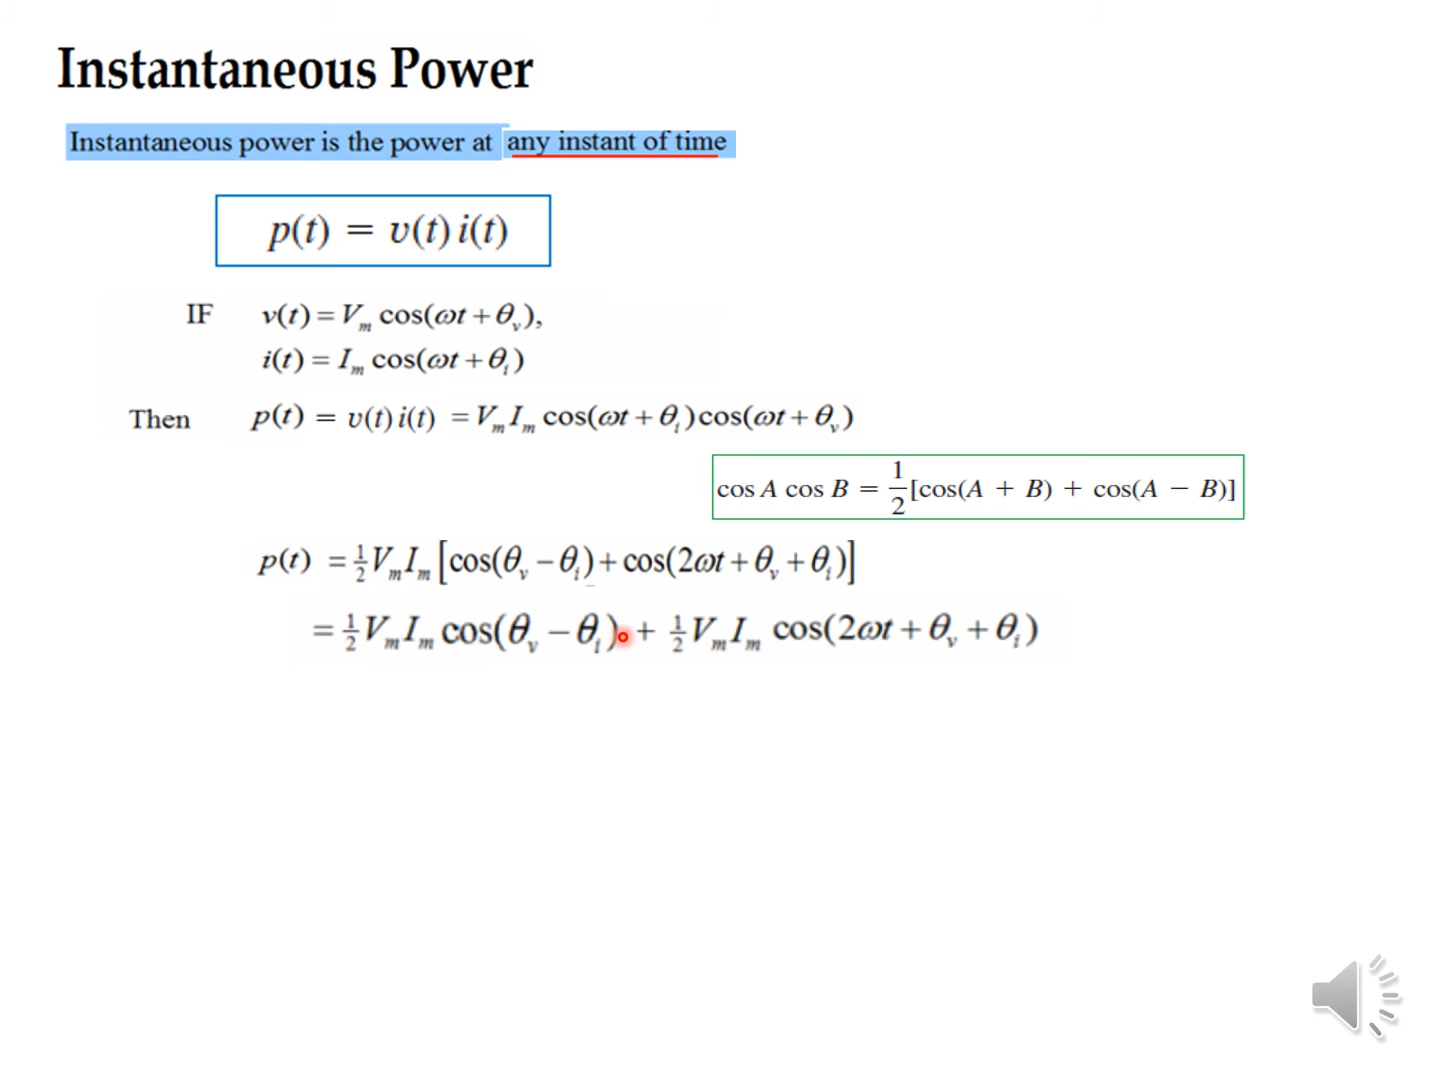 Instantaneous Power
Instantaneous power is the power at any instant of time
p(t) = v(t) i(t)
IF v(t) = V_m cos(ωt + θ_v),
i(t) = I_m cos(ωt + θ_i)
Then p(t) = v(t) i(t) = V_m I_m cos(ωt + θ_i) cos(ωt + θ_v)
cos A cos B = 1/2 [cos(A + B) + cos(A − B)]
p(t) = 1/2 V_m I_m [cos(θ_v − θ_i) + cos(2ωt + θ_v + θ_i)]
= 1/2 V_m I_m cos(θ_v − θ_i) + 1/2 V_m I_m cos(2ωt + θ_v + θ_i)